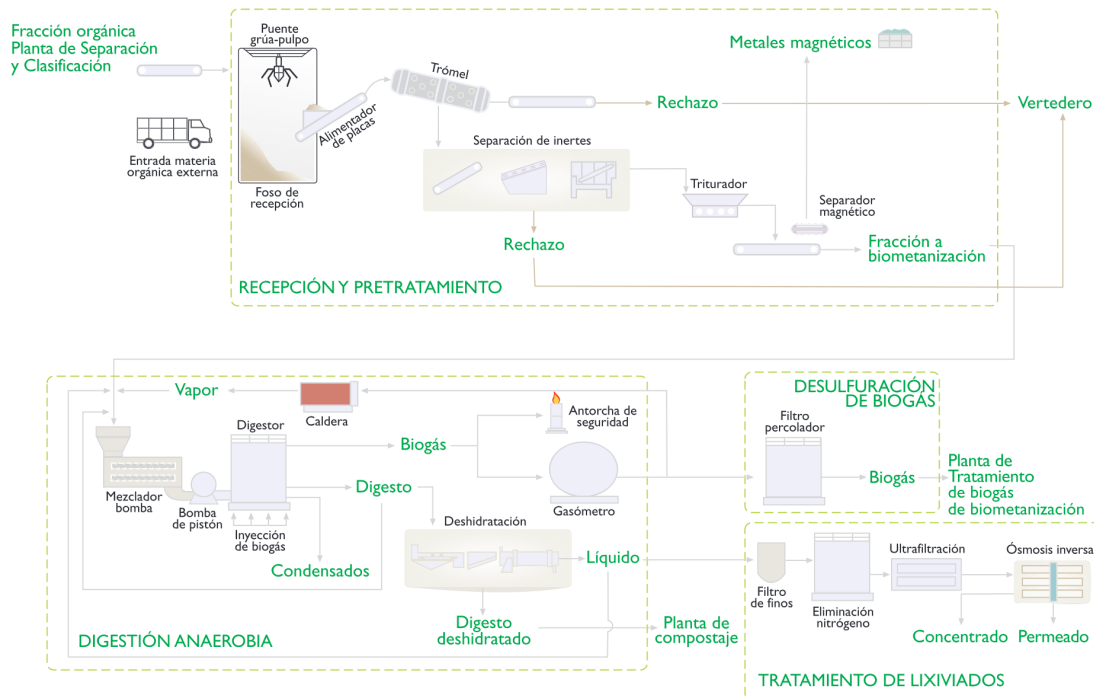 Fracción orgánica
Planta de Separación
y Clasificación
Entrada materia
orgánica externa
Puente
grúa-pulpo
Foso de
recepción
Alimentador
de placas
Trómel
Rechazo
Vertedero
Metales magnéticos
Separación de inertes
Rechazo
Triturador
Separador
magnético
Fracción a
biometanización
RECEPCIÓN Y PRETRATAMIENTO
Vapor
Caldera
Mezclador
bomba
Bomba
de pistón
Digestor
Inyección
de biogás
Biogás
Antorcha de
seguridad
Gasómetro
Digesto
Condensados
Deshidratación
Líquido
Digesto
deshidratado
Planta de
compostaje
DIGESTIÓN ANAEROBIA
DESULFURACIÓN
DE BIOGÁS
Filtro
percolador
Biogás
Planta de
Tratamiento
de biogás
de biometanización
Filtro
de finos
Eliminación
nitrógeno
Ultrafiltración
Ósmosis inversa
Concentrado
Permeado
TRATAMIENTO DE LIXIVIADOS